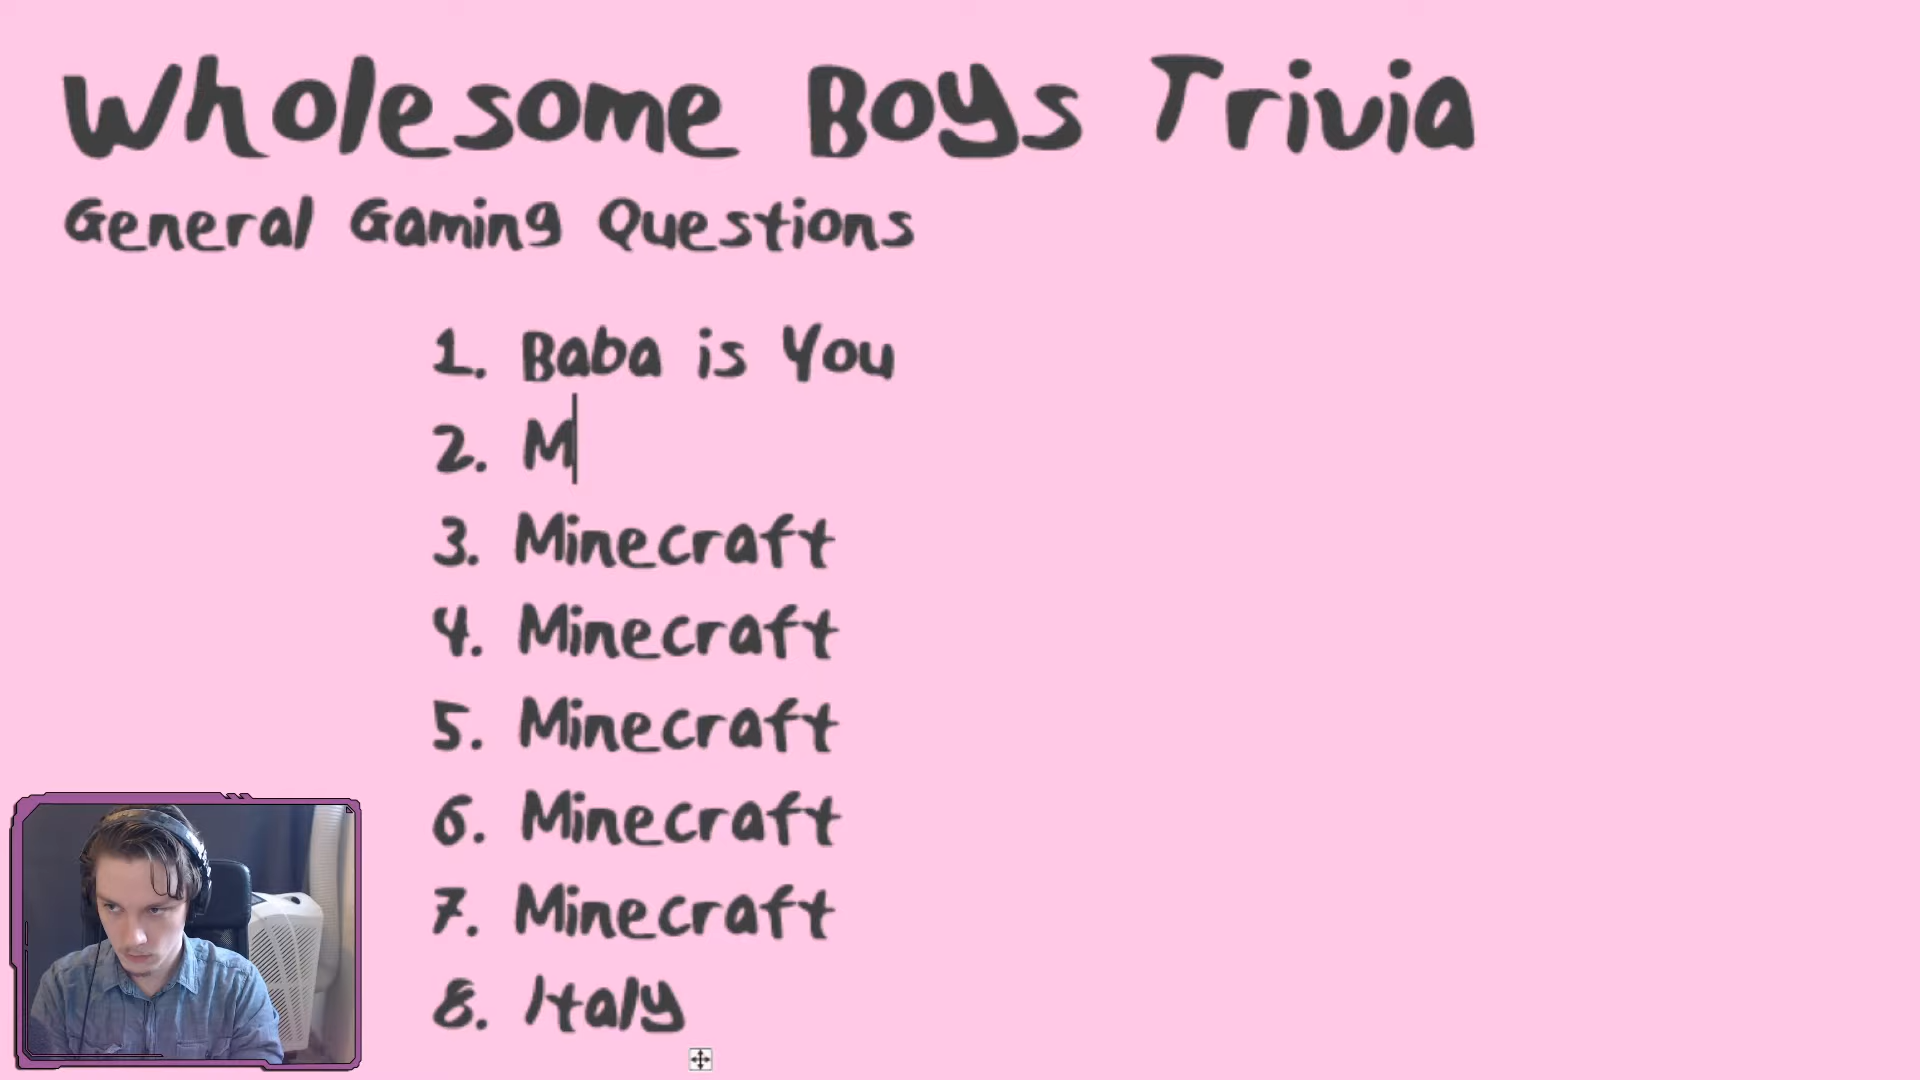 Wholesome Boys Trivia
General Gaming Questions
1. Baba is You
2. M
3. Minecraft
4. Minecraft
5. Minecraft
6. Minecraft
7. Minecraft
8. Italy